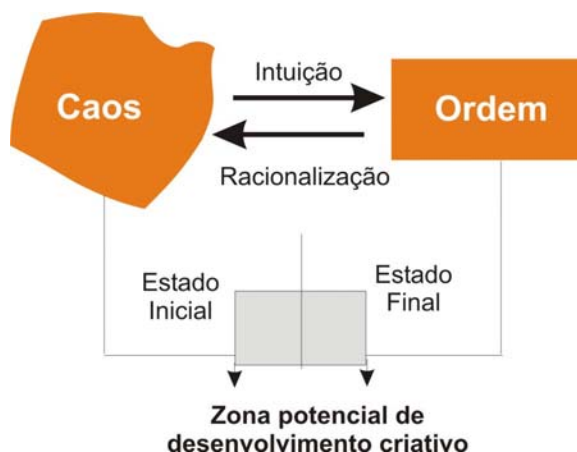 Caos
Intuição
Ordem
Racionalização
Estado
Inicial
Estado
Final
Zona potencial de
desenvolvimento criativo